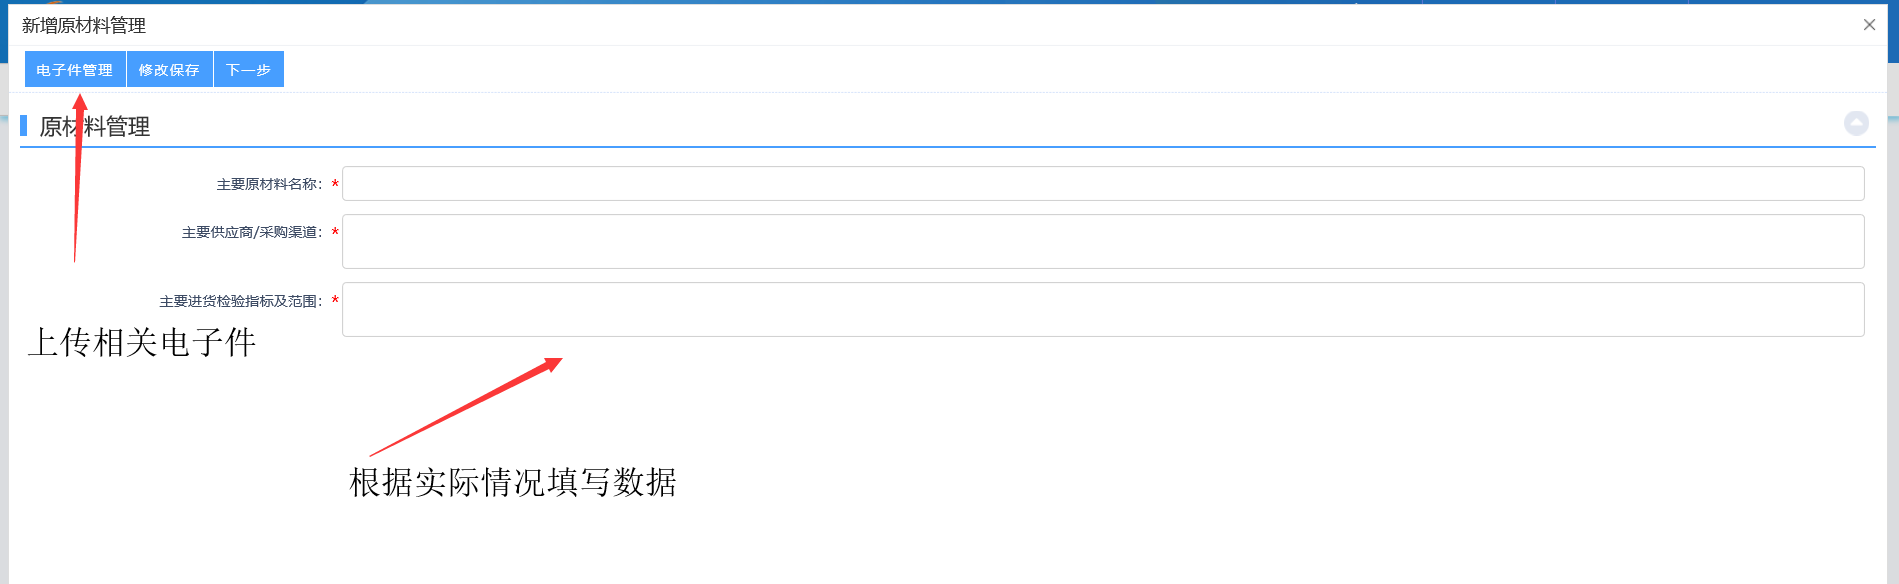 新增原材料管理
电子件管理 修改保存 下一步
原材料管理
主要原材料名称：*
主要供应商/采购渠道：*
主要进货检验指标及范围：*
上传相关电子件
根据实际情况填写数据